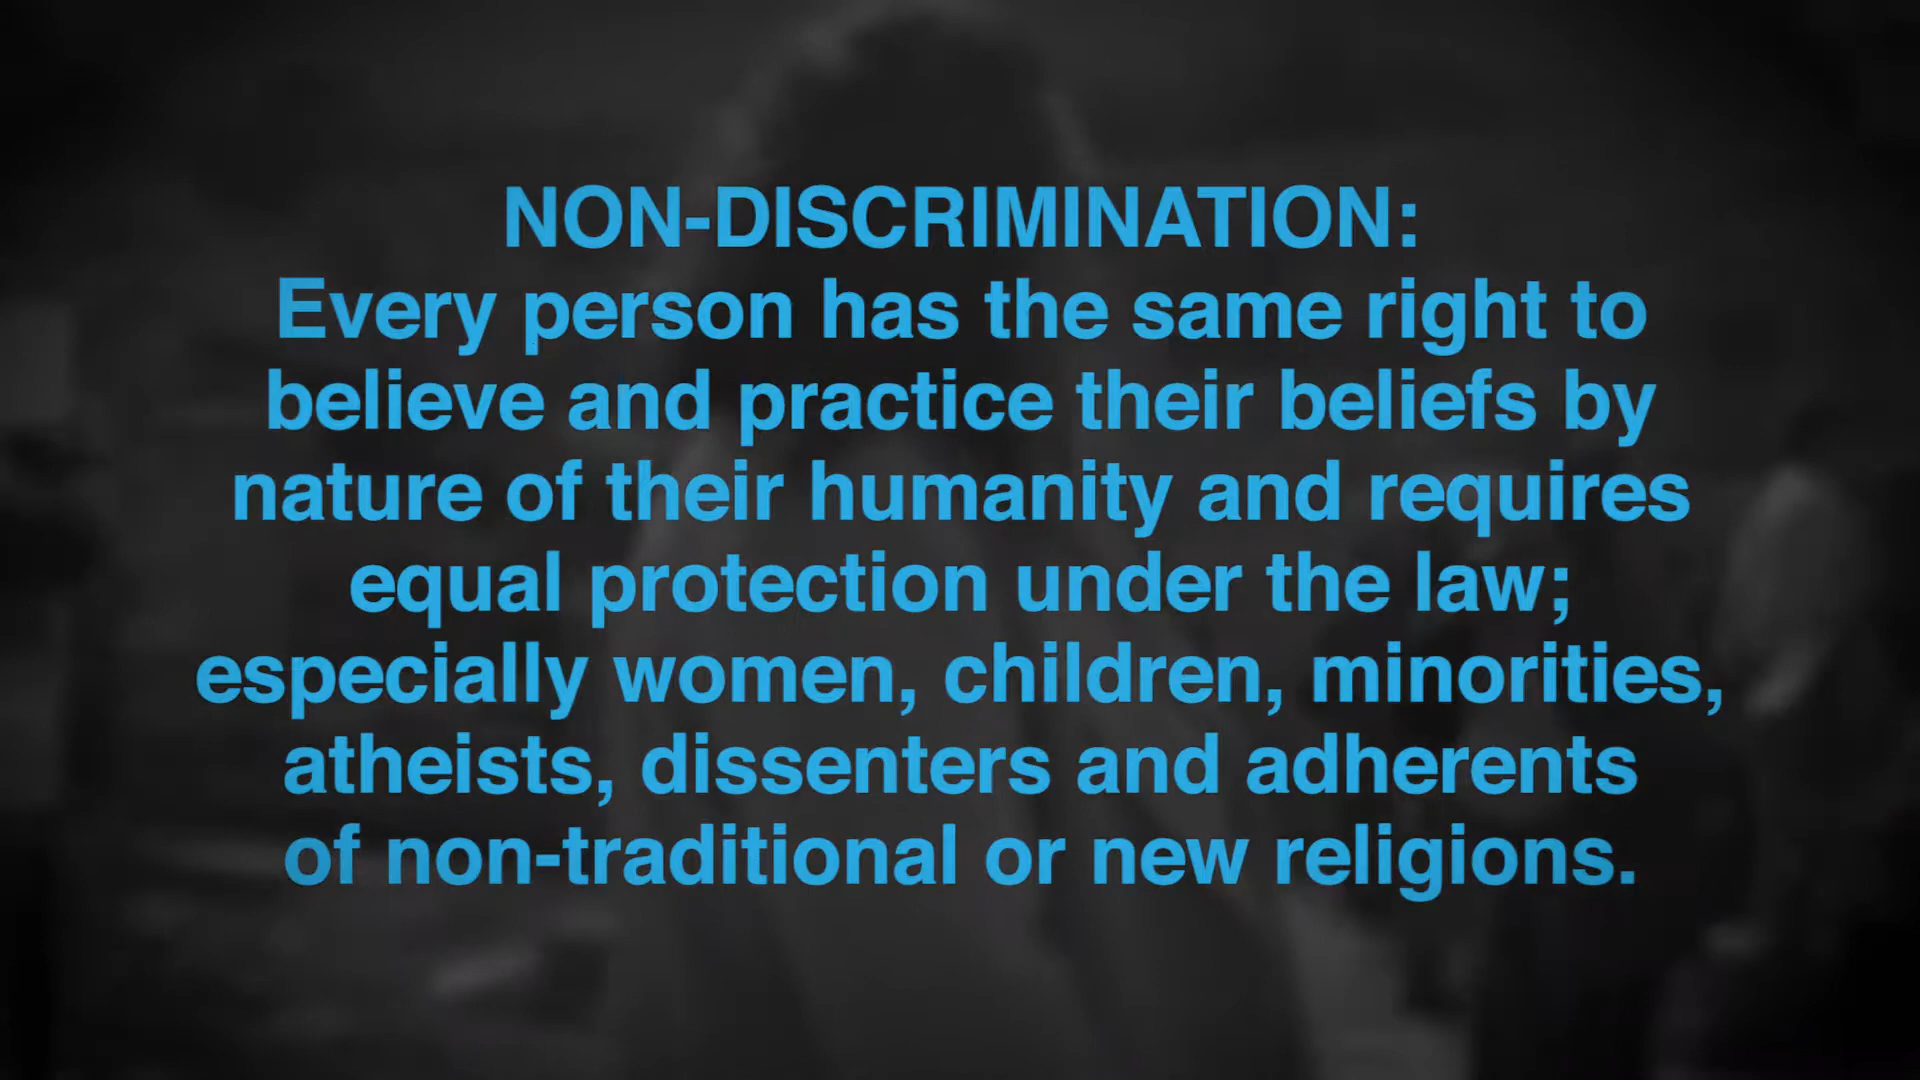 NON-DISCRIMINATION:
Every person has the same right to
believe and practice their beliefs by
nature of their humanity and requires
equal protection under the law;
especially women, children, minorities,
atheists, dissenters and adherents
of non-traditional or new religions.